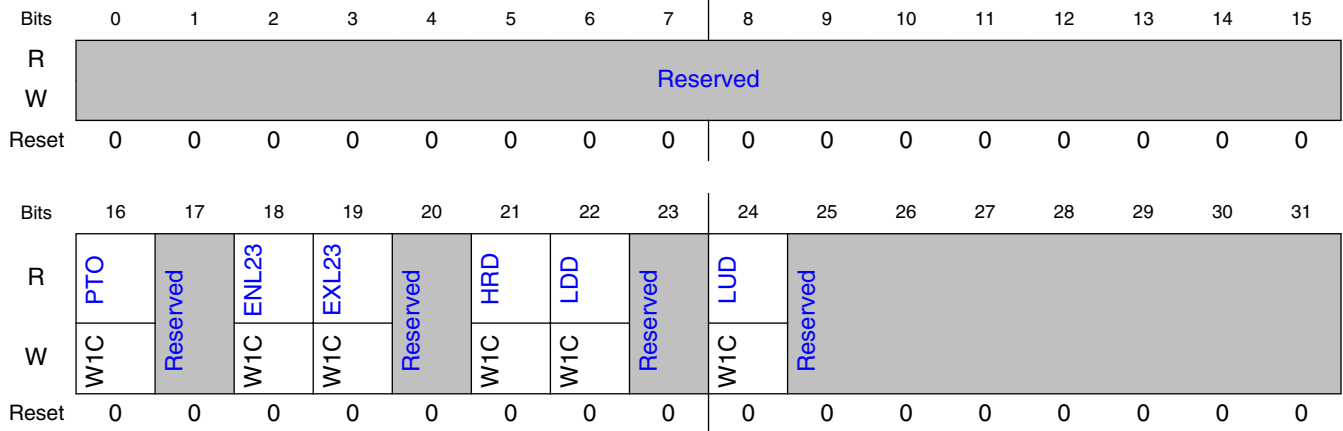 Bits 0 1 2 3 4 5 6 7 8 9 10 11 12 13 14 15
R
Reserved
W
Reset 0 0 0 0 0 0 0 0 0 0 0 0 0 0 0 0
Bits 16 17 18 19 20 21 22 23 24 25 26 27 28 29 30 31
R PTO Reserved ENL23 EXL23 Reserved HRD LDD Reserved LUD Reserved
W W1C W1C W1C W1C W1C W1C
Reset 0 0 0 0 0 0 0 0 0 0 0 0 0 0 0 0